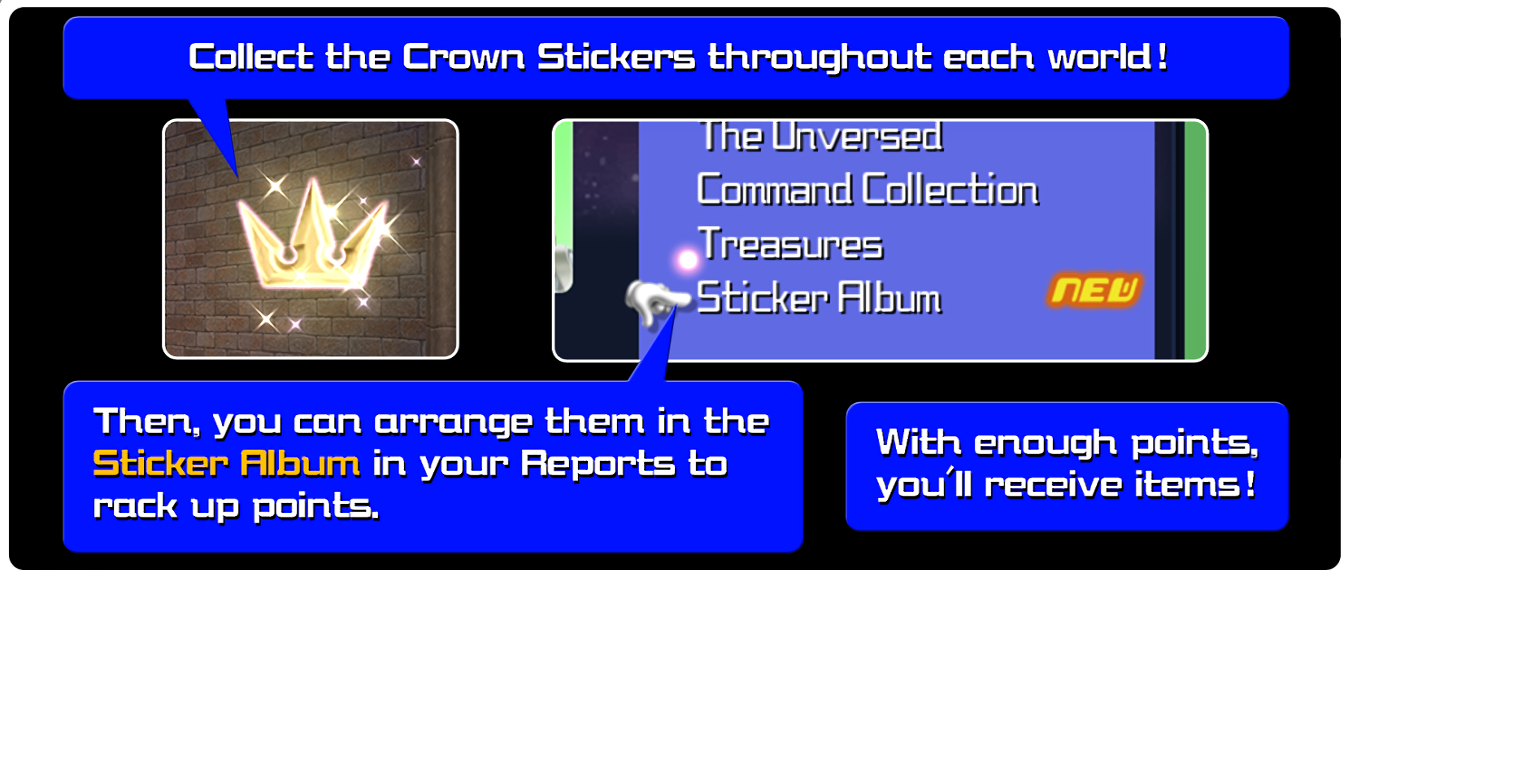 Collect the Crown Stickers throughout each world!
The Unversed
Command Collection
Treasures
Sticker Album
NEW
Then, you can arrange them in the
Sticker Album in your Reports to
rack up points.
With enough points,
you'll receive items!